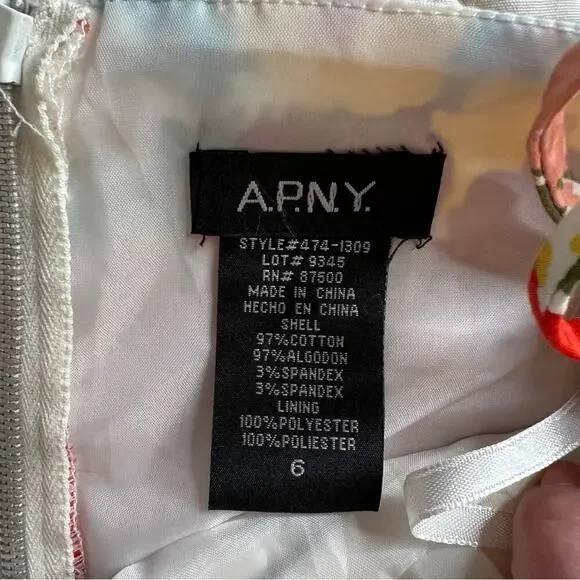 A.P.N.Y.
STYLE#474-1309
LOT# 9345
RN# 87500
MADE IN CHINA
HECHO EN CHINA
SHELL
97%COTTON
97%ALGODON
3%SPANDEX
3%SPANDEX
LINING
100%POLYESTER
100%POLIESTER
6